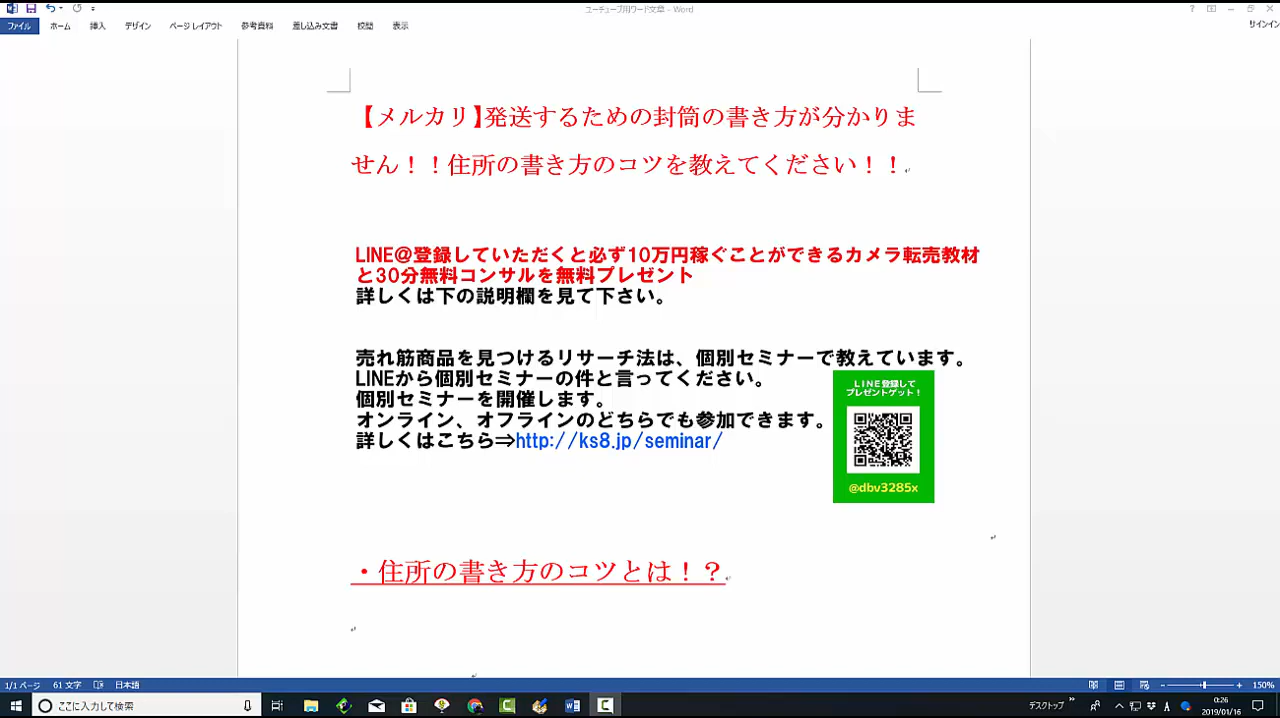 ユーチューブ用ワード文章 - Word
サインイン
ファイル ホーム 挿入 デザイン ページ レイアウト 参考資料 差し込み文書 校閲 表示
【メルカリ】発送するための封筒の書き方が分かりま
せん！！住所の書き方のコツを教えてください！！
LINE@登録していただくと必ず10万円稼ぐことができるカメラ転売教材
と30分無料コンサルを無料プレゼント
詳しくは下の説明欄を見て下さい。
売れ筋商品を見つけるリサーチ法は、個別セミナーで教えています。
LINEから個別セミナーの件と言ってください。
個別セミナーを開催します。
オンライン、オフラインのどちらでも参加できます。
詳しくはこちら⇒http://ks8.jp/seminar/
LINE登録して
プレゼントゲット！
@dbv3285x
・住所の書き方のコツとは！？
1/1 ページ 61 文字 日本語
150%
ここに入力して検索
デスクトップ
A
0:26
2019/01/16